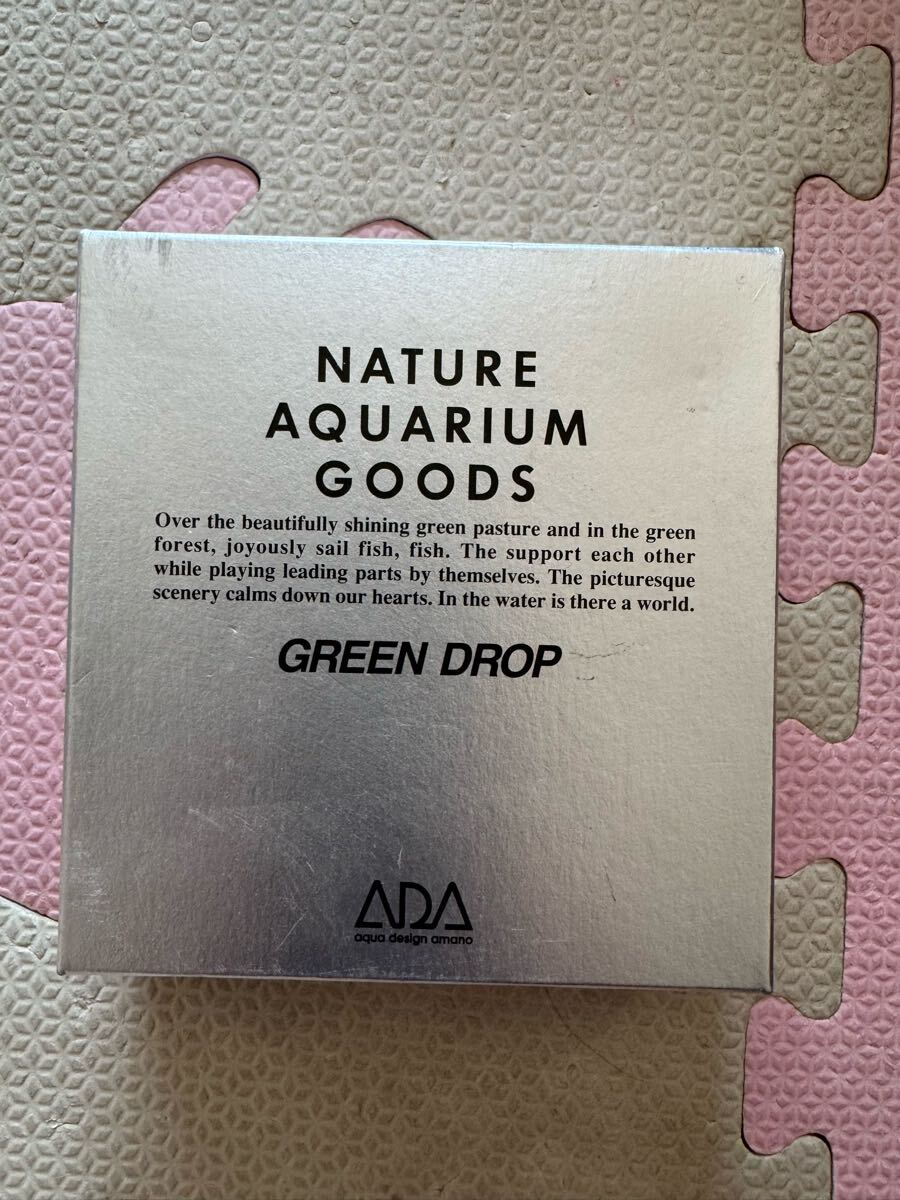 NATURE
AQUARIUM
GOODS
Over the beautifully shining green pasture and in the green
forest, joyously sail fish, fish. The support each other
while playing leading parts by themselves. The picturesque
scenery calms down our hearts. In the water is there a world.
GREEN DROP
ADA
aqua design amano